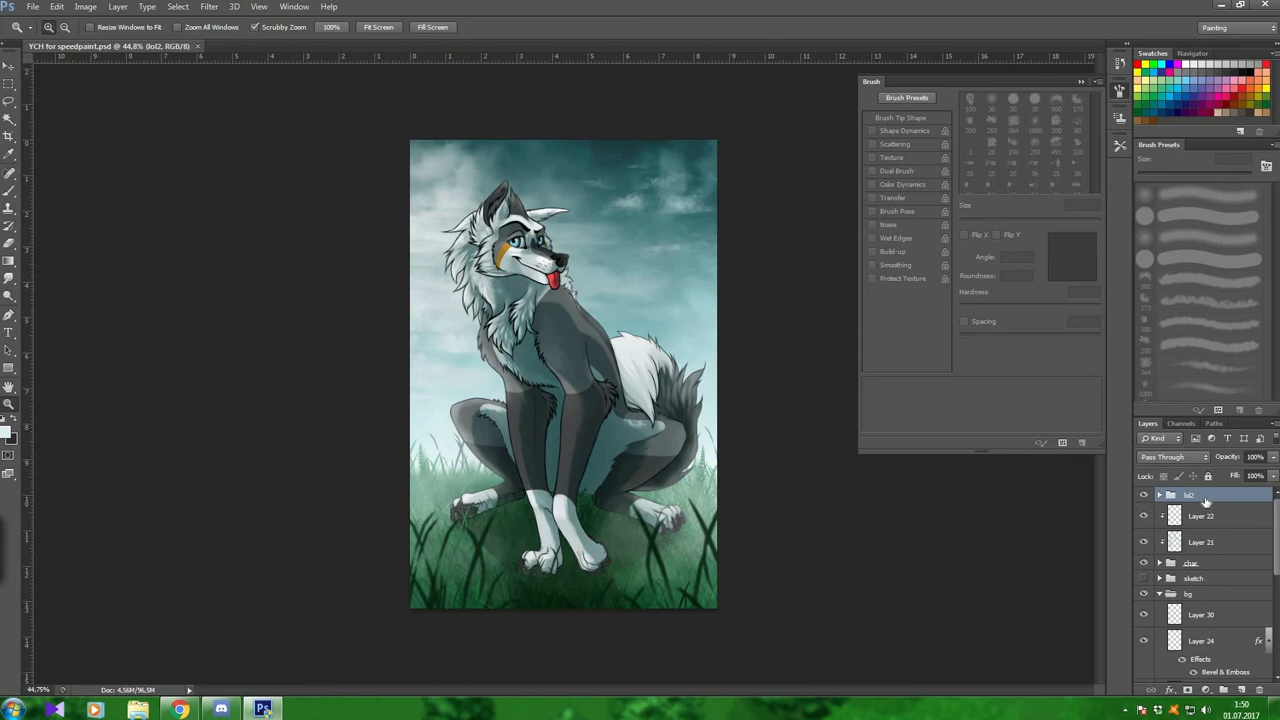 Ps File Edit Image Layer Type Select Filter 3D View Window Help
Resize Windows to Fit Zoom All Windows Scrubby Zoom 100% Fit Screen Fill Screen Painting
YCH for speedpaint.psd @ 44,8% (lol2, RGB/8) ×
Swatches Navigator
Brush
Brush Presets
Brush Tip Shape
Shape Dynamics
Scattering
Texture
Dual Brush
Color Dynamics
Transfer
Brush Pose
Noise
Wet Edges
Build-up
Smoothing
Protect Texture
Size
Flip X Flip Y
Angle:
Roundness:
Hardness
Spacing
Brush Presets
Size:
Layers Channels Paths
Kind
Pass Through Opacity: 100%
Lock: Fill: 100%
lol2
Layer 22
Layer 21
char
sketch
bg
Layer 30
Layer 24 fx
Effects
Bevel & Emboss
44,75% Doc: 4,56M/96,5M
1:50
01.07.2017